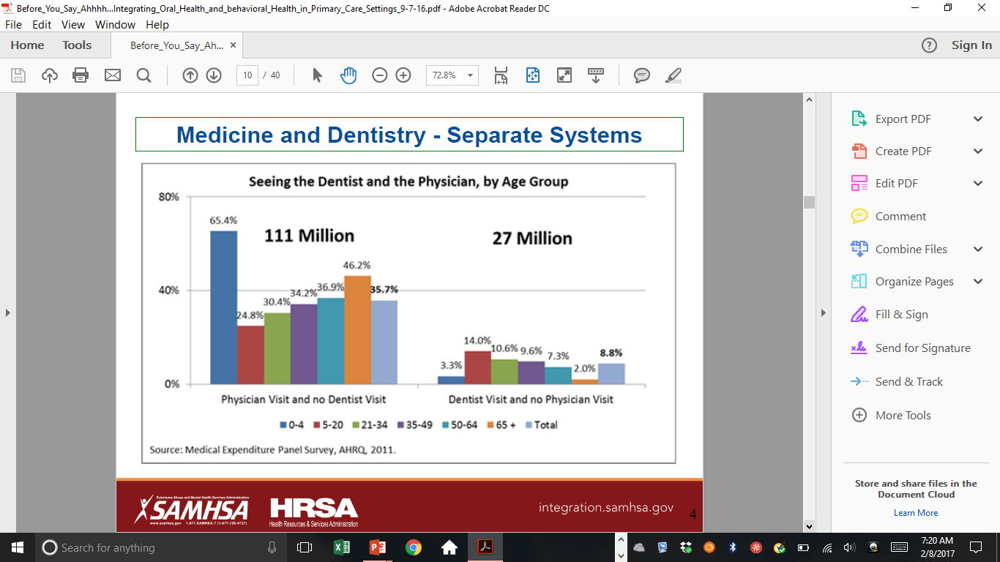 Before_You_Say_Ahhhh...Integrating_Oral_Health_and_behavioral_Health_in_Primary_Care_Settings_9-7-16.pdf - Adobe Acrobat Reader DC
File Edit View Window Help
Home Tools Before_You_Say_Ah... × ? Sign In
10 / 40 72.8%
Medicine and Dentistry - Separate Systems
Seeing the Dentist and the Physician, by Age Group
80%
65.4%
111 Million 27 Million
46.2%
40% 24.8% 30.4% 34.2% 36.9% 35.7%
3.3% 14.0% 10.6% 9.6% 7.3% 2.0% 8.8%
0%
Physician Visit and no Dentist Visit Dentist Visit and no Physician Visit
0-4 5-20 21-34 35-49 50-64 65 + Total
Source: Medical Expenditure Panel Survey, AHRQ, 2011.
Substance Abuse and Mental Health Services Administration
SAMHSA
www.samhsa.gov 1-877-SAMHSA-7 (1-877-726-4727)
HRSA
Health Resources & Services Administration
integration.samhsa.gov 4
Export PDF
Create PDF
Edit PDF
Comment
Combine Files
Organize Pages
Fill & Sign
Send for Signature
Send & Track
More Tools
Store and share files in the
Document Cloud
Learn More
Search for anything
7:20 AM
2/8/2017